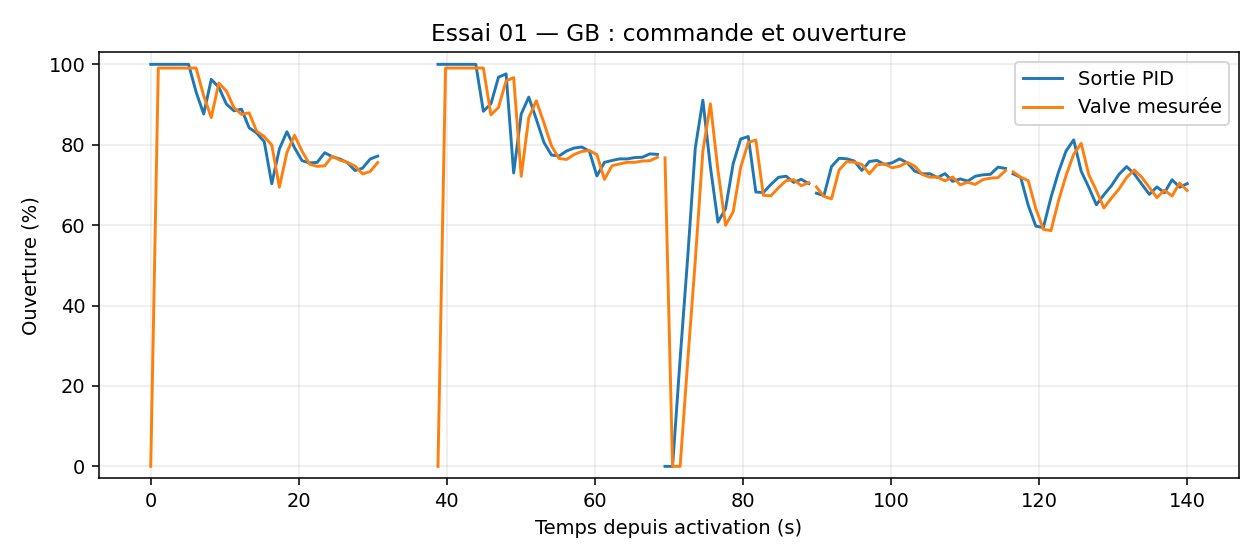 Essai 01 — GB : commande et ouverture
Ouverture (%)
100
80
60
40
20
0
Sortie PID
Valve mesurée
0 20 40 60 80 100 120 140
Temps depuis activation (s)